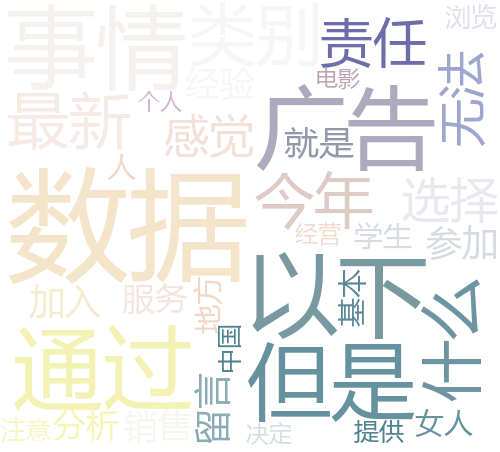 事情
类别
责任
浏览
经验
电影
无法
最新
个人
感觉
广告
就是
人
数据
今年
选择
经营
学生
参加
加入
服务
地方
以下
基本
什么
通过
中国
但是
留言
注意
分析
销售
决定
提供
女人